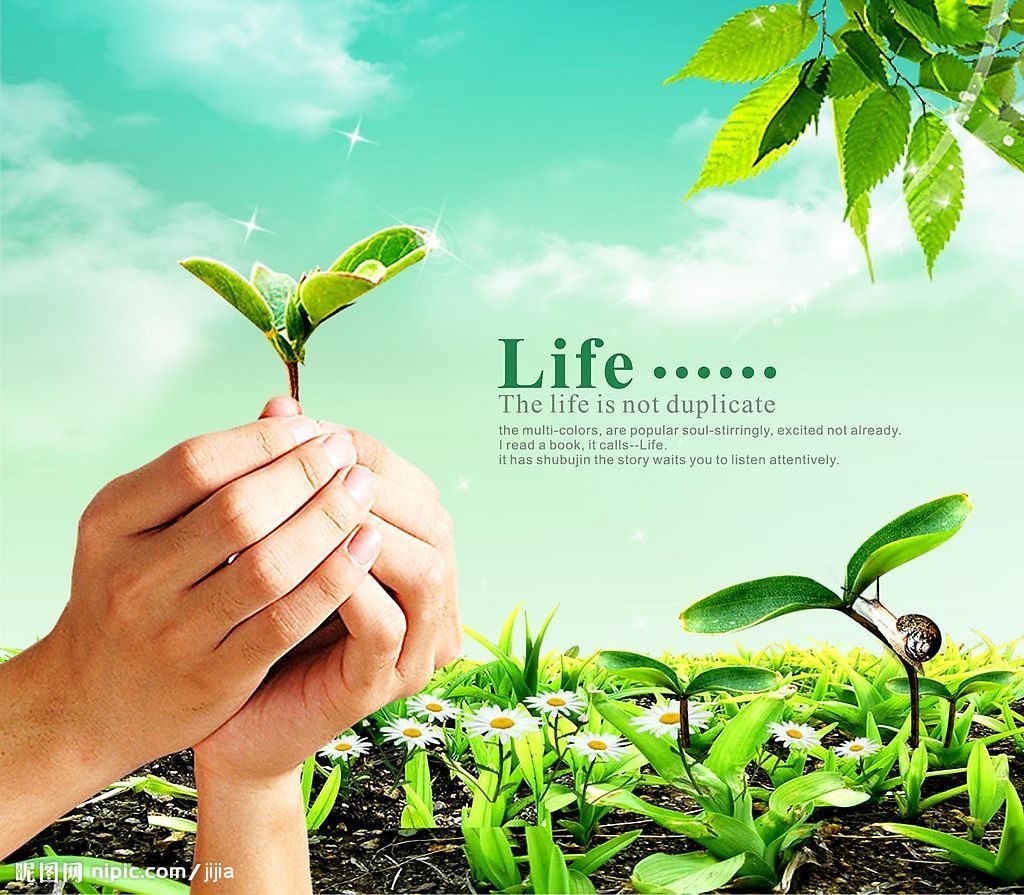 Life ••••••
The life is not duplicate
the multi-colors, are popular soul-stirringly, excited not already.
I read a book, it calls--Life.
it has shubujin the story waits you to listen attentively.
昵图网 nipic.com/jijia